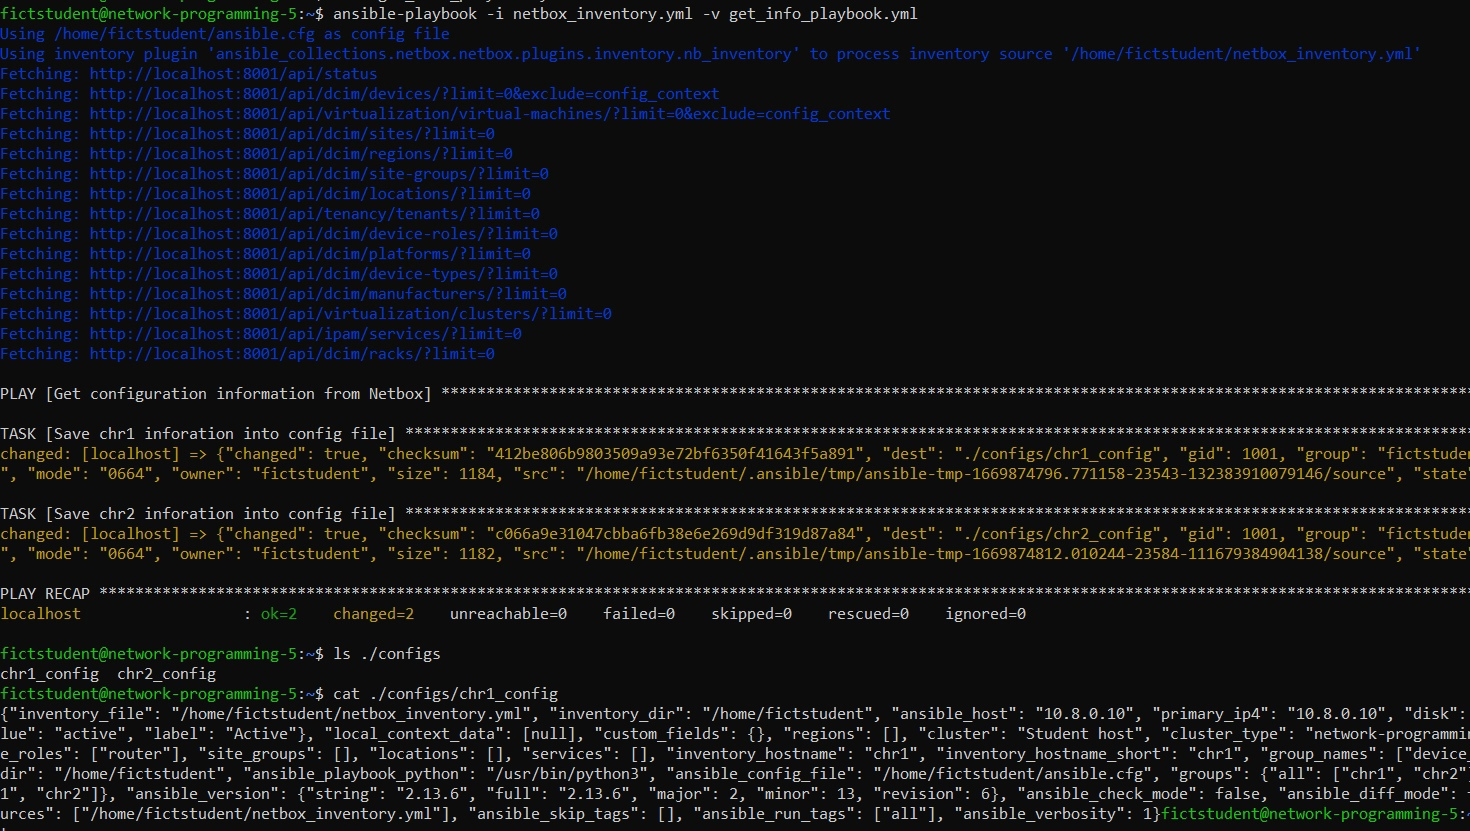 fictstudent@network-programming-5:~$ ansible-playbook -i netbox_inventory.yml -v get_info_playbook.yml
Using /home/fictstudent/ansible.cfg as config file
Using inventory plugin 'ansible_collections.netbox.netbox.plugins.inventory.nb_inventory' to process inventory source '/home/fictstudent/netbox_inventory.yml'
Fetching: http://localhost:8001/api/status
Fetching: http://localhost:8001/api/dcim/devices/?limit=0&exclude=config_context
Fetching: http://localhost:8001/api/virtualization/virtual-machines/?limit=0&exclude=config_context
Fetching: http://localhost:8001/api/dcim/sites/?limit=0
Fetching: http://localhost:8001/api/dcim/regions/?limit=0
Fetching: http://localhost:8001/api/dcim/site-groups/?limit=0
Fetching: http://localhost:8001/api/dcim/locations/?limit=0
Fetching: http://localhost:8001/api/tenancy/tenants/?limit=0
Fetching: http://localhost:8001/api/dcim/device-roles/?limit=0
Fetching: http://localhost:8001/api/dcim/platforms/?limit=0
Fetching: http://localhost:8001/api/dcim/device-types/?limit=0
Fetching: http://localhost:8001/api/dcim/manufacturers/?limit=0
Fetching: http://localhost:8001/api/virtualization/clusters/?limit=0
Fetching: http://localhost:8001/api/ipam/services/?limit=0
Fetching: http://localhost:8001/api/dcim/racks/?limit=0
PLAY [Get configuration information from Netbox] ******************************************************************************************************************
TASK [Save chr1 inforation into config file] **********************************************************************************************************************
changed: [localhost] => {"changed": true, "checksum": "412be806b9803509a93e72bf6350f41643f5a891", "dest": "./configs/chr1_config", "gid": 1001, "group": "fictstuden
", "mode": "0664", "owner": "fictstudent", "size": 1184, "src": "/home/fictstudent/.ansible/tmp/ansible-tmp-1669874796.771158-23543-132383910079146/source", "state"
TASK [Save chr2 inforation into config file] **********************************************************************************************************************
changed: [localhost] => {"changed": true, "checksum": "c066a9e31047cbba6fb38e6e269d9df319d87a84", "dest": "./configs/chr2_config", "gid": 1001, "group": "fictstuden
", "mode": "0664", "owner": "fictstudent", "size": 1182, "src": "/home/fictstudent/.ansible/tmp/ansible-tmp-1669874812.010244-23584-111679384904138/source", "state"
PLAY RECAP ********************************************************************************************************************************************************
localhost                  : ok=2    changed=2    unreachable=0    failed=0    skipped=0    rescued=0    ignored=0
fictstudent@network-programming-5:~$ ls ./configs
chr1_config  chr2_config
fictstudent@network-programming-5:~$ cat ./configs/chr1_config
{"inventory_file": "/home/fictstudent/netbox_inventory.yml", "inventory_dir": "/home/fictstudent", "ansible_host": "10.8.0.10", "primary_ip4": "10.8.0.10", "disk":
lue": "active", "label": "Active"}, "local_context_data": [null], "custom_fields": {}, "regions": [], "cluster": "Student host", "cluster_type": "network-programmin
e_roles": ["router"], "site_groups": [], "locations": [], "services": [], "inventory_hostname": "chr1", "inventory_hostname_short": "chr1", "group_names": ["device_
dir": "/home/fictstudent", "ansible_playbook_python": "/usr/bin/python3", "ansible_config_file": "/home/fictstudent/ansible.cfg", "groups": {"all": ["chr1", "chr2"]
1", "chr2"]}, "ansible_version": {"string": "2.13.6", "full": "2.13.6", "major": 2, "minor": 13, "revision": 6}, "ansible_check_mode": false, "ansible_diff_mode":
urces": ["/home/fictstudent/netbox_inventory.yml"], "ansible_skip_tags": [], "ansible_run_tags": ["all"], "ansible_verbosity": 1}fictstudent@network-programming-5: